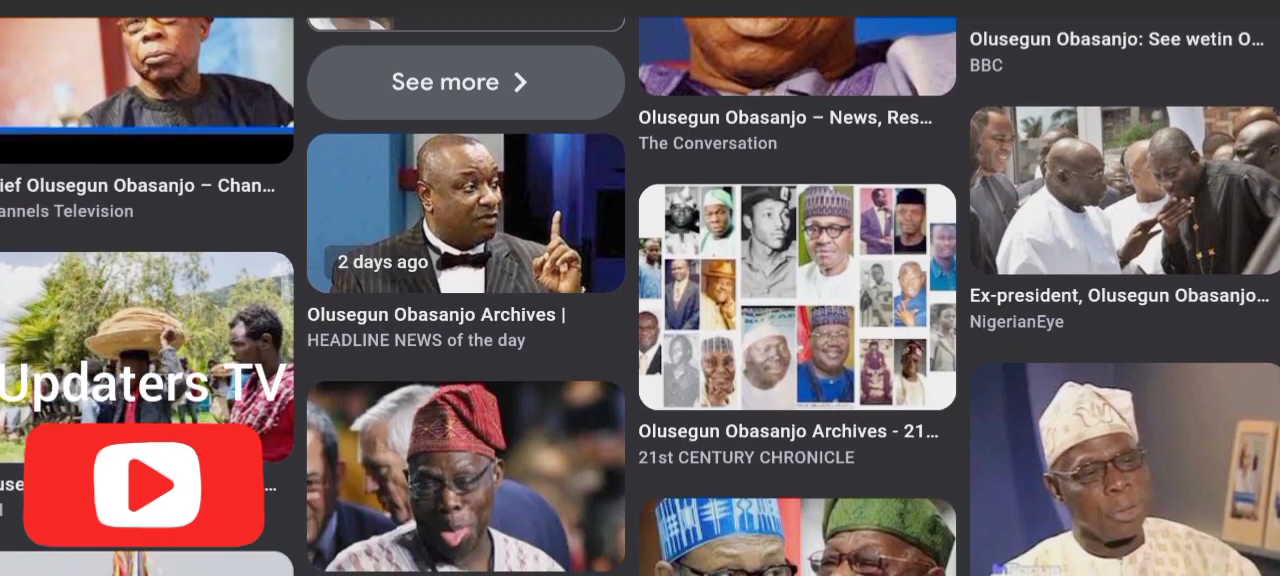 ief Olusegun Obasanjo – Chan...
annels Television
Updaters TV
use
...
See more
2 days ago
Olusegun Obasanjo Archives |
HEADLINE NEWS of the day
Olusegun Obasanjo – News, Res...
The Conversation
Olusegun Obasanjo Archives - 21...
21st CENTURY CHRONICLE
Olusegun Obasanjo: See wetin O...
BBC
Ex-president, Olusegun Obasanjo...
NigerianEye